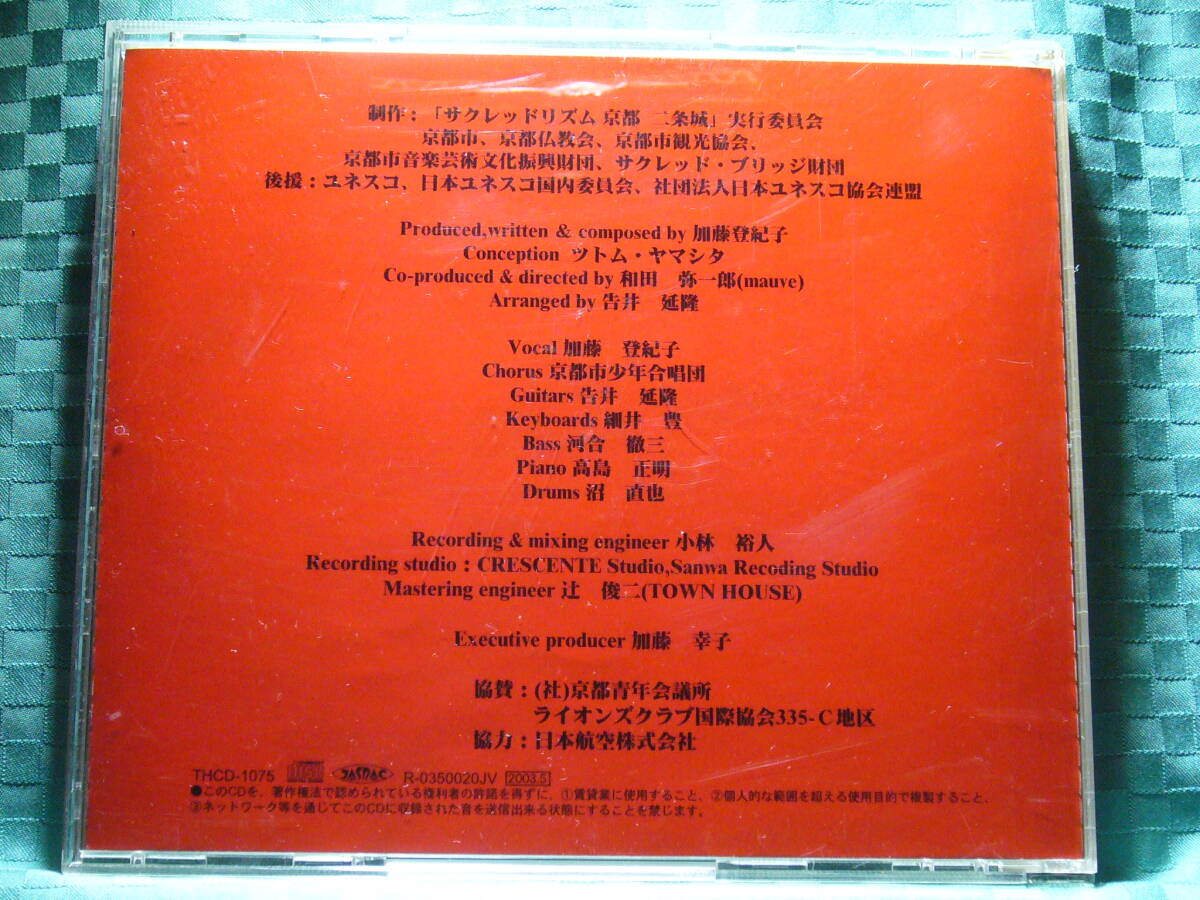 制作：「サクレッドリズム 京都 二条城」実行委員会
京都市、京都仏教会、京都市観光協会、
京都市音楽芸術文化振興財団、サクレッド・ブリッジ財団
後援：ユネスコ、日本ユネスコ国内委員会、社団法人日本ユネスコ協会連盟
Produced,written & composed by 加藤登紀子
Conception ツトム・ヤマシタ
Co-produced & directed by 和田 弥一郎(mauve)
Arranged by 告井 延隆
Vocal 加藤 登紀子
Chorus 京都市少年合唱団
Guitars 告井 延隆
Keyboards 細井 豊
Bass 河合 徹三
Piano 高島 正明
Drums 沼 直也
Recording & mixing engineer 小林 裕人
Recording studio：CRESCENTE Studio,Sanwa Recoding Studio
Mastering engineer 辻 俊二(TOWN HOUSE)
Executive producer 加藤 幸子
協賛：(社)京都青年会議所
ライオンズクラブ国際協会335-C地区
協力：日本航空株式会社
THCD-1075 JASRAC R-0350020JV 2003.5
●このCDを、著作権法で認められている権利者の許諾を得ずに、①賃貸業に使用すること、②個人的な範囲を超える使用目的で複製すること、
③ネットワーク等を通じてこのCDに収録された音を送信出来る状態にすることを禁じます。